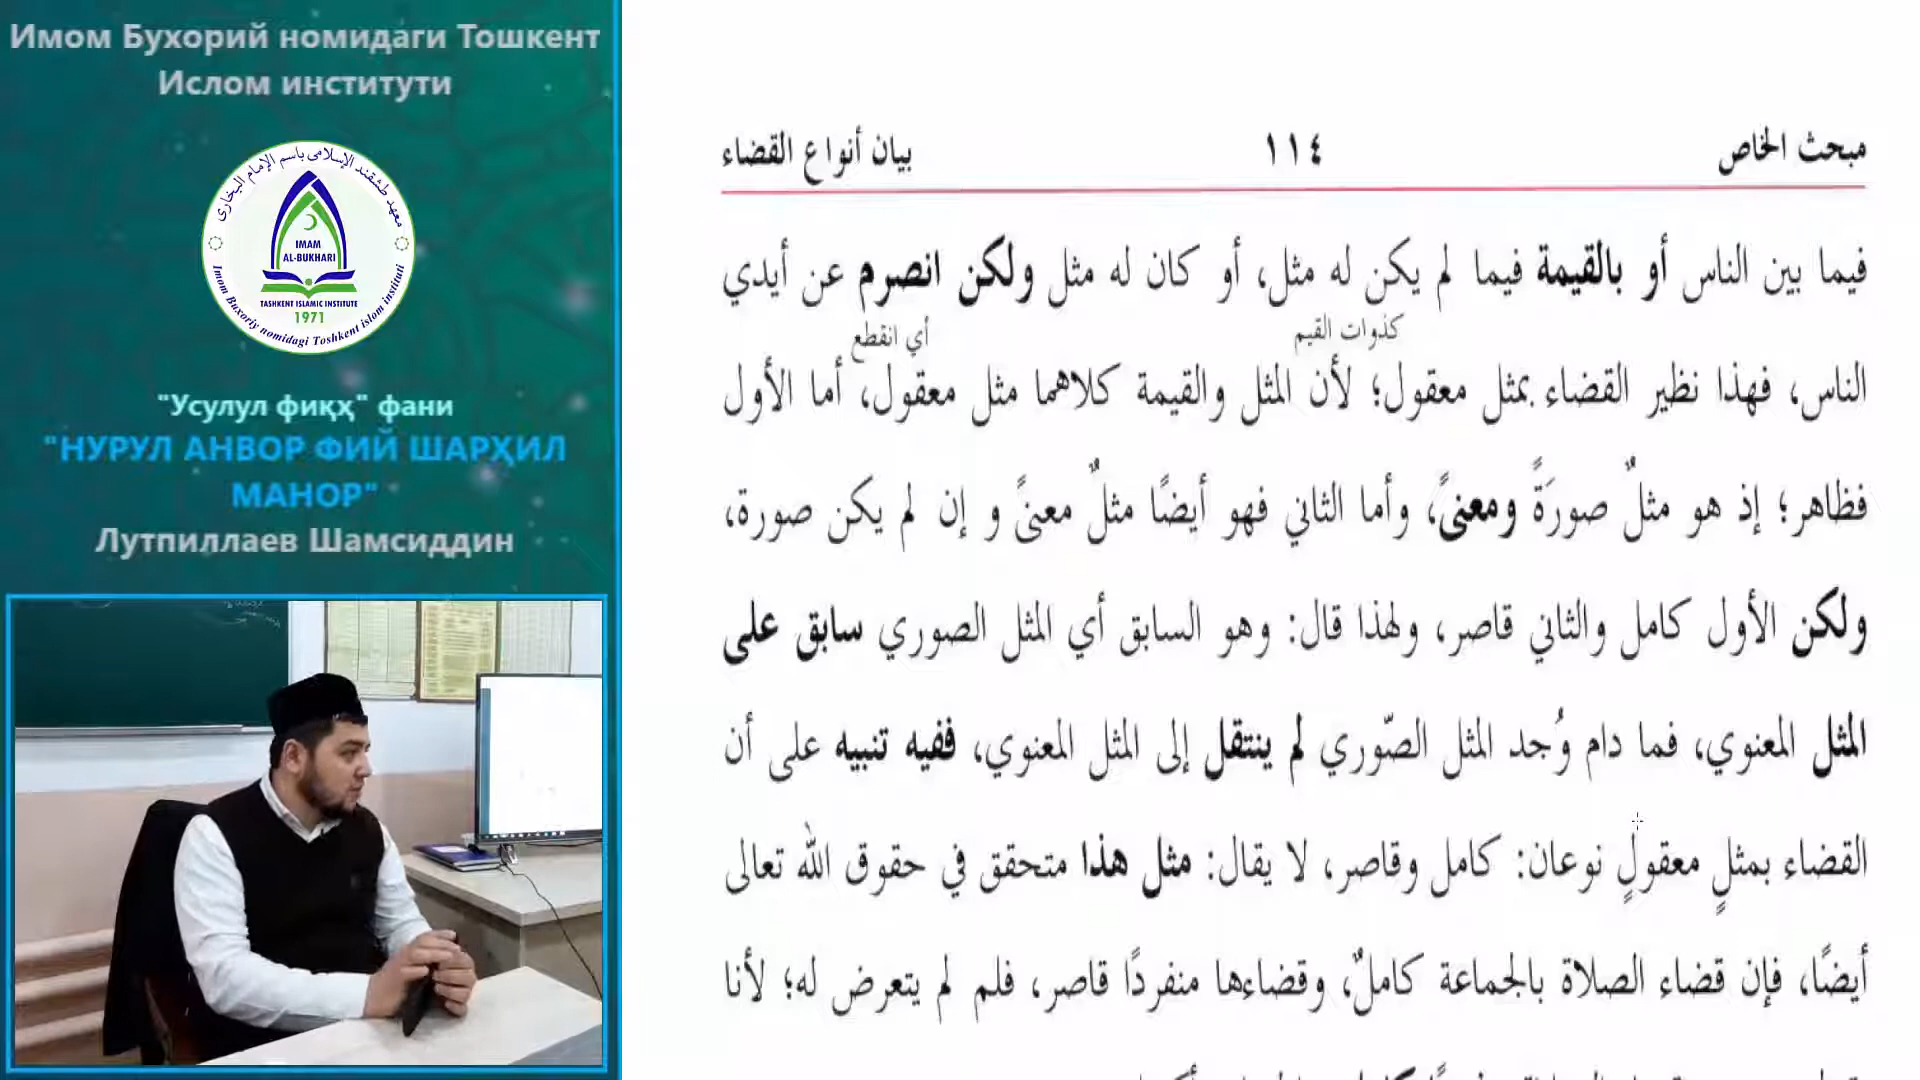 Имом Бухорий номидаги Тошкент
Ислом институти
معهد طشقند الإسلامي باسم الإمام البخاري
IMAM
AL-BUKHARI
TASHKENT ISLAMIC INSTITUTE
1971
Imom Buxoriy nomidagi Toshkent islom instituti
"Усулул фиқҳ" фани
"НУРУЛ АНВОР ФИЙ ШАРҲИЛ
МАНОР"
Лутпиллаев Шамсиддин
مبحث الخاص ١١٤ بيان أنواع القضاء
فيما بين الناس أو بالقيمة فيما لم يكن له مثل، أو كان له مثل ولكن انصرم عن أيدي
كذوات القيم أي انقطع
الناس، فهذا نظير القضاء بمثل معقول؛ لأن المثل والقيمة كلاهما مثل معقول، أما الأول
فظاهر؛ إذ هو مثلٌ صورَةً ومعنىً، وأما الثاني فهو أيضًا مثلٌ معنىً و إن لم يكن صورة،
ولكن الأول كامل والثاني قاصر، ولهذا قال: وهو السابق أي المثل الصوري سابق على
المثل المعنوي، فما دام وُجد المثل الصّوري لم ينتقل إلى المثل المعنوي، ففيه تنبيه على أن
القضاء بمثلٍ معقولٍ نوعان: كامل وقاصر، لا يقال: مثل هذا متحقق في حقوق الله تعالى
أيضًا، فإن قضاء الصلاة بالجماعة كاملٌ، وقضاءها منفردًا قاصر، فلم لم يتعرض له؛ لأنا